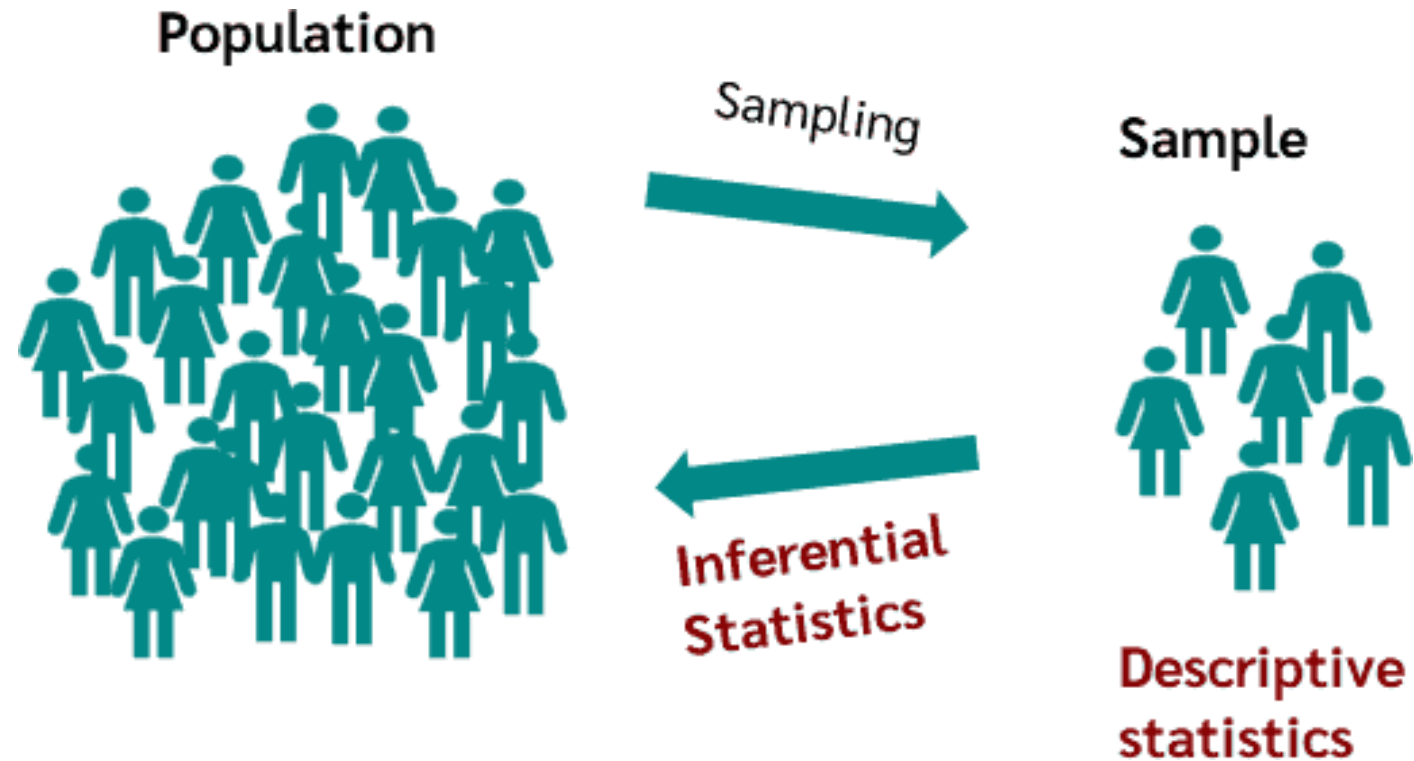 Population
Sampling
Sample
Inferential
Statistics
Descriptive
statistics